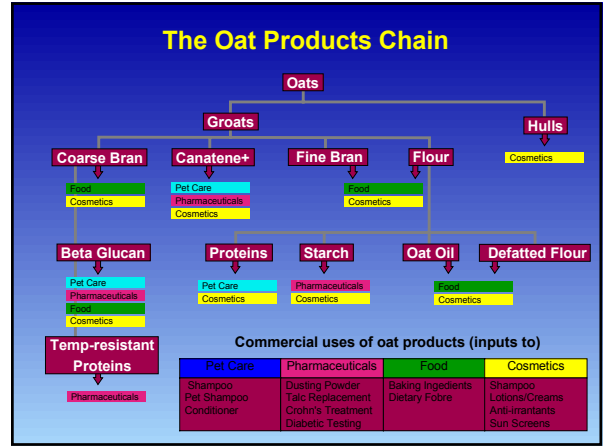 The Oat Products Chain
Oats
Groats
Hulls
Coarse Bran
Canatene+
Fine Bran
Flour
Cosmetics
Food
Cosmetics
Pet Care
Pharmaceuticals
Cosmetics
Food
Cosmetics
Beta Glucan
Proteins
Starch
Oat Oil
Defatted Flour
Pet Care
Pharmaceuticals
Food
Cosmetics
Pet Care
Cosmetics
Pharmaceuticals
Cosmetics
Food
Cosmetics
Temp-resistant
Proteins
Pharmaceuticals
Commercial uses of oat products (inputs to)
Pet Care Pharmaceuticals Food Cosmetics
Shampoo Dusting Powder Baking Ingedients Shampoo
Pet Shampoo Talc Replacement Dietary Fobre Lotions/Creams
Conditioner Crohn's Treatment Anti-irrantants
Diabetic Testing Sun Screens